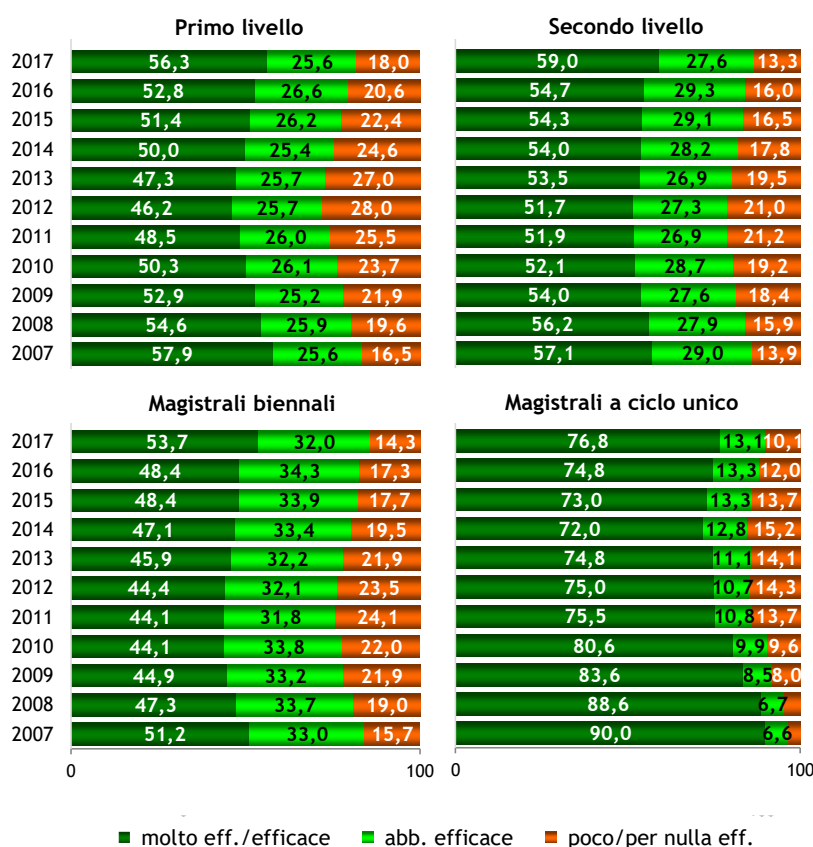 Primo livello
2017 56,3 25,6 18,0
2016 52,8 26,6 20,6
2015 51,4 26,2 22,4
2014 50,0 25,4 24,6
2013 47,3 25,7 27,0
2012 46,2 25,7 28,0
2011 48,5 26,0 25,5
2010 50,3 26,1 23,7
2009 52,9 25,2 21,9
2008 54,6 25,9 19,6
2007 57,9 25,6 16,5
Secondo livello
59,0 27,6 13,3
54,7 29,3 16,0
54,3 29,1 16,5
54,0 28,2 17,8
53,5 26,9 19,5
51,7 27,3 21,0
51,9 26,9 21,2
52,1 28,7 19,2
54,0 27,6 18,4
56,2 27,9 15,9
57,1 29,0 13,9
Magistrali biennali
2017 53,7 32,0 14,3
2016 48,4 34,3 17,3
2015 48,4 33,9 17,7
2014 47,1 33,4 19,5
2013 45,9 32,2 21,9
2012 44,4 32,1 23,5
2011 44,1 31,8 24,1
2010 44,1 33,8 22,0
2009 44,9 33,2 21,9
2008 47,3 33,7 19,0
2007 51,2 33,0 15,7
0 100
Magistrali a ciclo unico
76,8 13,1 10,1
74,8 13,3 12,0
73,0 13,3 13,7
72,0 12,8 15,2
74,8 11,1 14,1
75,0 10,7 14,3
75,5 10,8 13,7
80,6 9,9 9,6
83,6 8,5 8,0
88,6 6,7
90,0 6,6
0 100
molto eff./efficace abb. efficace poco/per nulla eff.